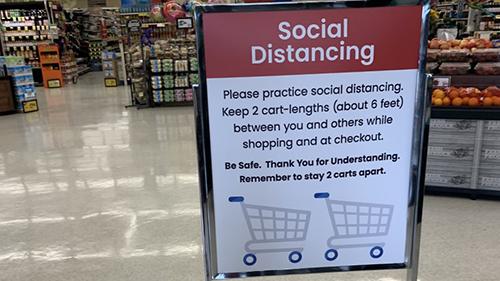 Social
Distancing
Please practice social distancing.
Keep 2 cart-lengths (about 6 feet)
between you and others while
shopping and at checkout.
Be Safe. Thank You for Understanding.
Remember to stay 2 carts apart.